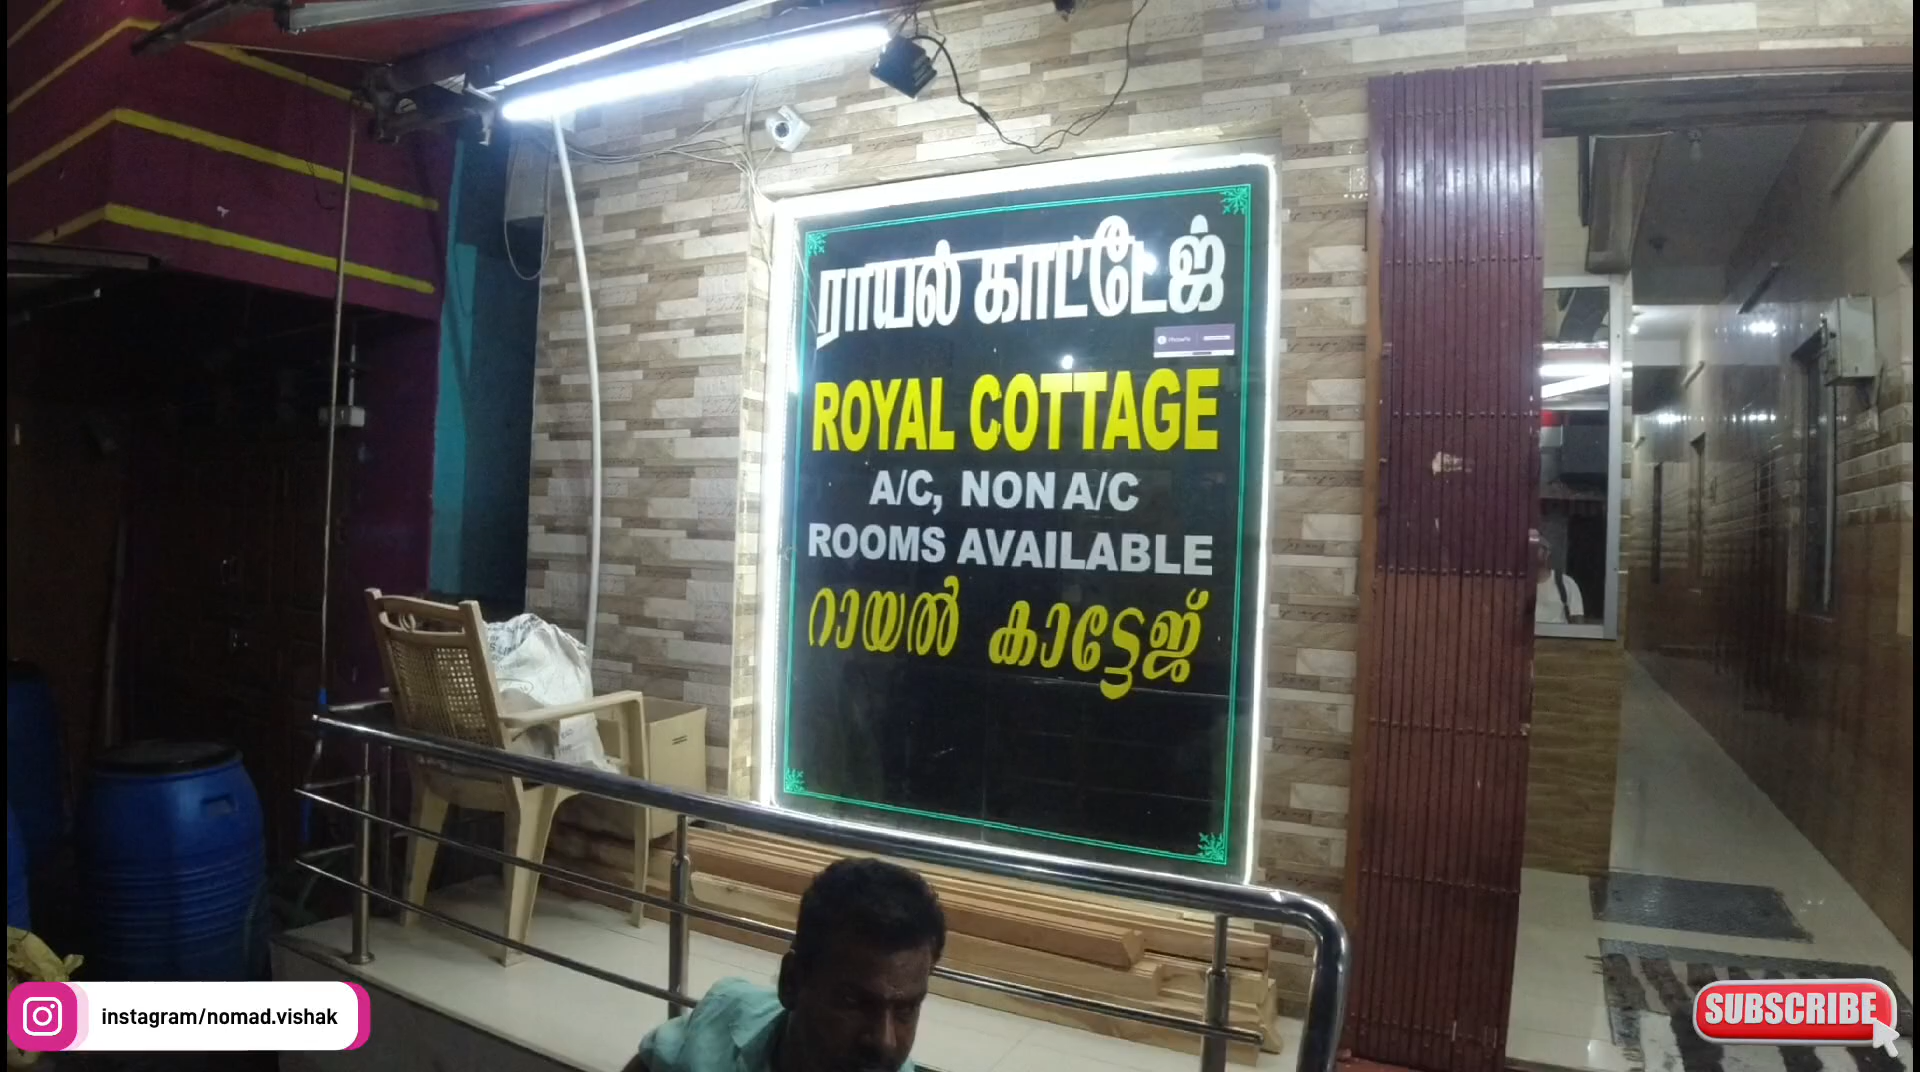 ராயல் காட்டேஜ்
ROYAL COTTAGE
A/C, NON A/C
ROOMS AVAILABLE
റായൽ കാട്ടേജ്
instagram/nomad.vishak
SUBSCRIBE